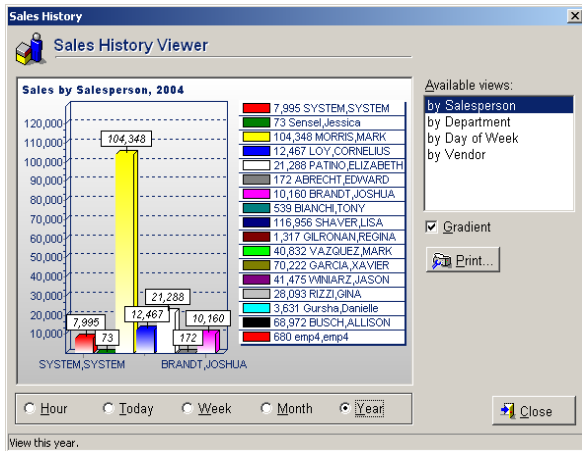 Sales History
Sales History Viewer
Sales by Salesperson, 2004
120,000
110,000
100,000
90,000
80,000
70,000
60,000
50,000
40,000
30,000
20,000
10,000
104,348
21,288
12,467
10,160
7,995
73
172
SYSTEM,SYSTEM
BRANDT,JOSHUA
7,995 SYSTEM,SYSTEM
73 Sensel,Jessica
104,348 MORRIS,MARK
12,467 LOY,CORNELIUS
21,288 PATINO,ELIZABETH
172 ABRECHT,EDWARD
10,160 BRANDT,JOSHUA
539 BIANCHI,TONY
116,956 SHAVER,LISA
1,317 GILRONAN,REGINA
40,832 VAZQUEZ,MARK
70,222 GARCIA,XAVIER
41,475 WINIARZ,JASON
28,093 RIZZI,GINA
3,631 Gursha,Danielle
68,972 BUSCH,ALLISON
680 emp4,emp4
Available views:
by Salesperson
by Department
by Day of Week
by Vendor
Gradient
Print...
Hour
Today
Week
Month
Year
Close
View this year.